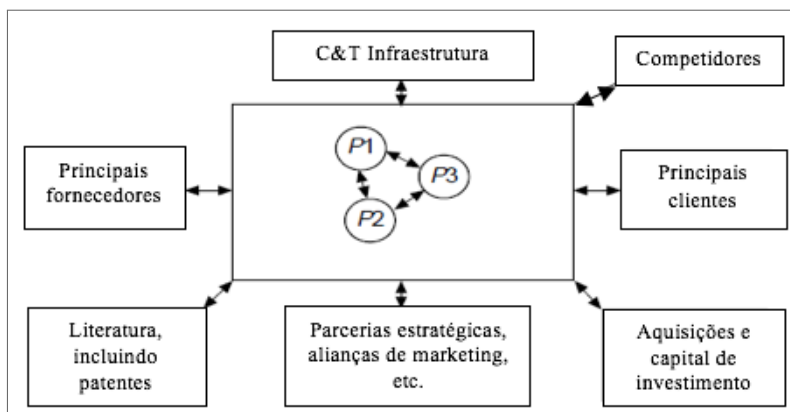 C&T Infraestrutura
Competidores
P1
P3
P2
Principais
fornecedores
Principais
clientes
Literatura,
incluindo
patentes
Parcerias estratégicas,
alianças de marketing,
etc.
Aquisições e
capital de
investimento